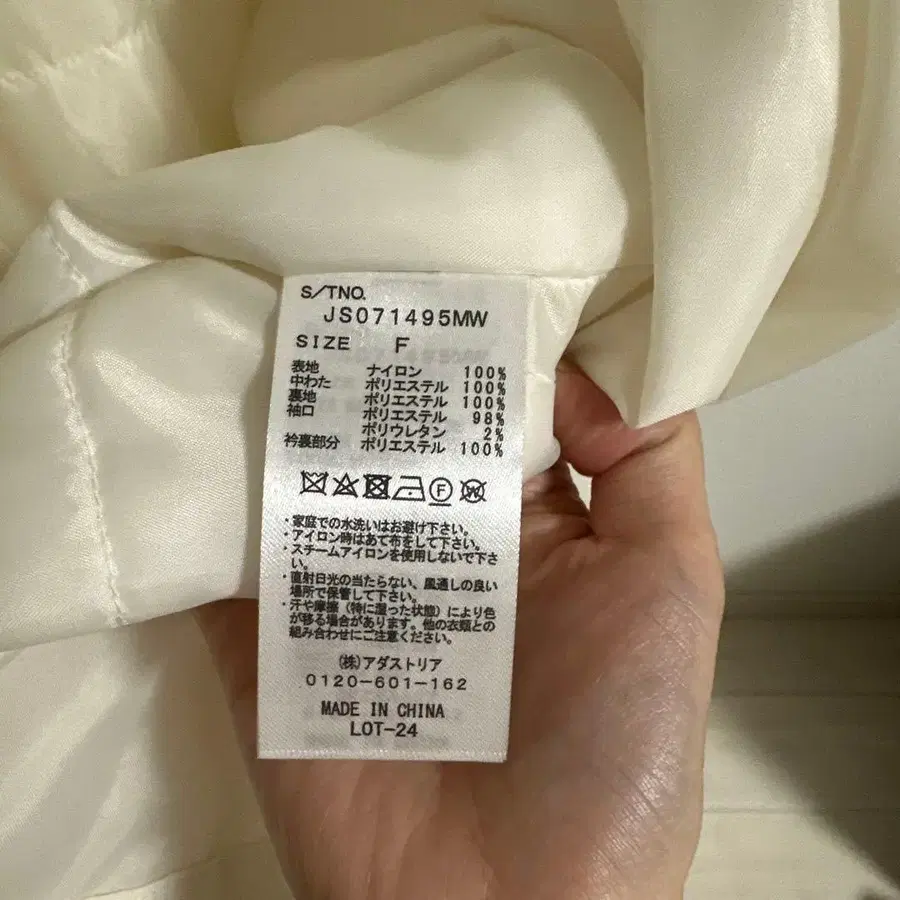 S/TNO.
JS071495MW
SIZE F
表地 ナイロン 100%
中わた ポリエステル 100%
裏地 ポリエステル 100%
袖口 ポリエステル 98%
ポリウレタン 2%
衿裏部分 ポリエステル 100%
F W
・家庭での水洗いはお避け下さい。
・アイロン時はあて布をして下さい。
・スチームアイロンを使用しないで下さ
い。
・直射日光の当たらない、風通しの良い
場所で保管して下さい。
・汗や摩擦（特に湿った状態）により色
が移る場合があります。他の衣類との
組み合わせにご注意ください。
(株)アダストリア
0120-601-162
MADE IN CHINA
LOT-24